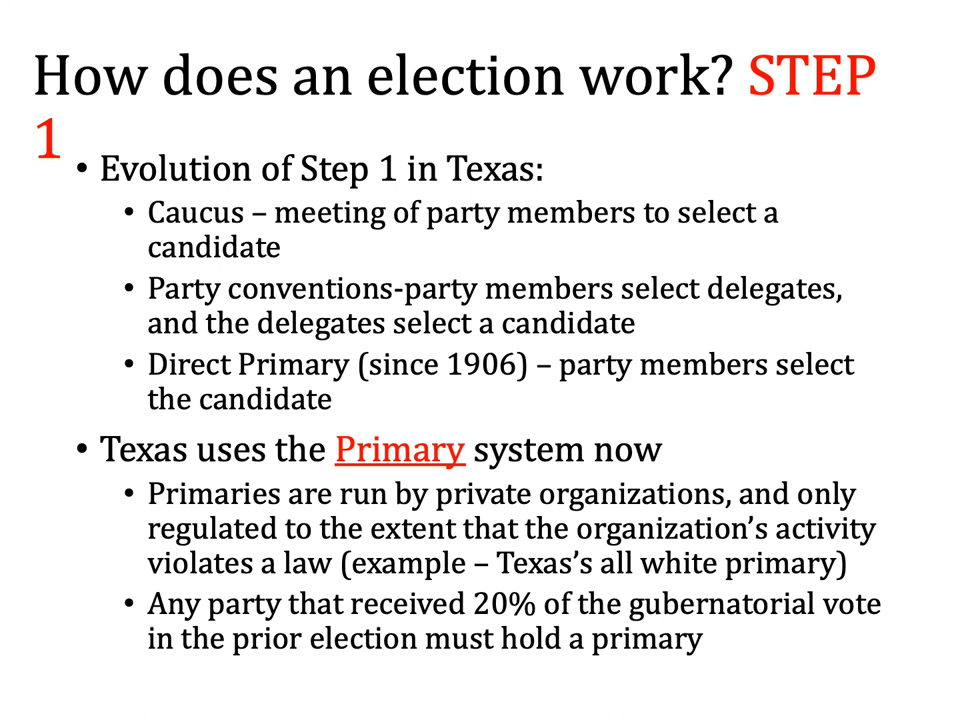 How does an election work? STEP
1
• Evolution of Step 1 in Texas:
• Caucus – meeting of party members to select a
candidate
• Party conventions-party members select delegates,
and the delegates select a candidate
• Direct Primary (since 1906) – party members select
the candidate
• Texas uses the Primary system now
• Primaries are run by private organizations, and only
regulated to the extent that the organization’s activity
violates a law (example – Texas’s all white primary)
• Any party that received 20% of the gubernatorial vote
in the prior election must hold a primary